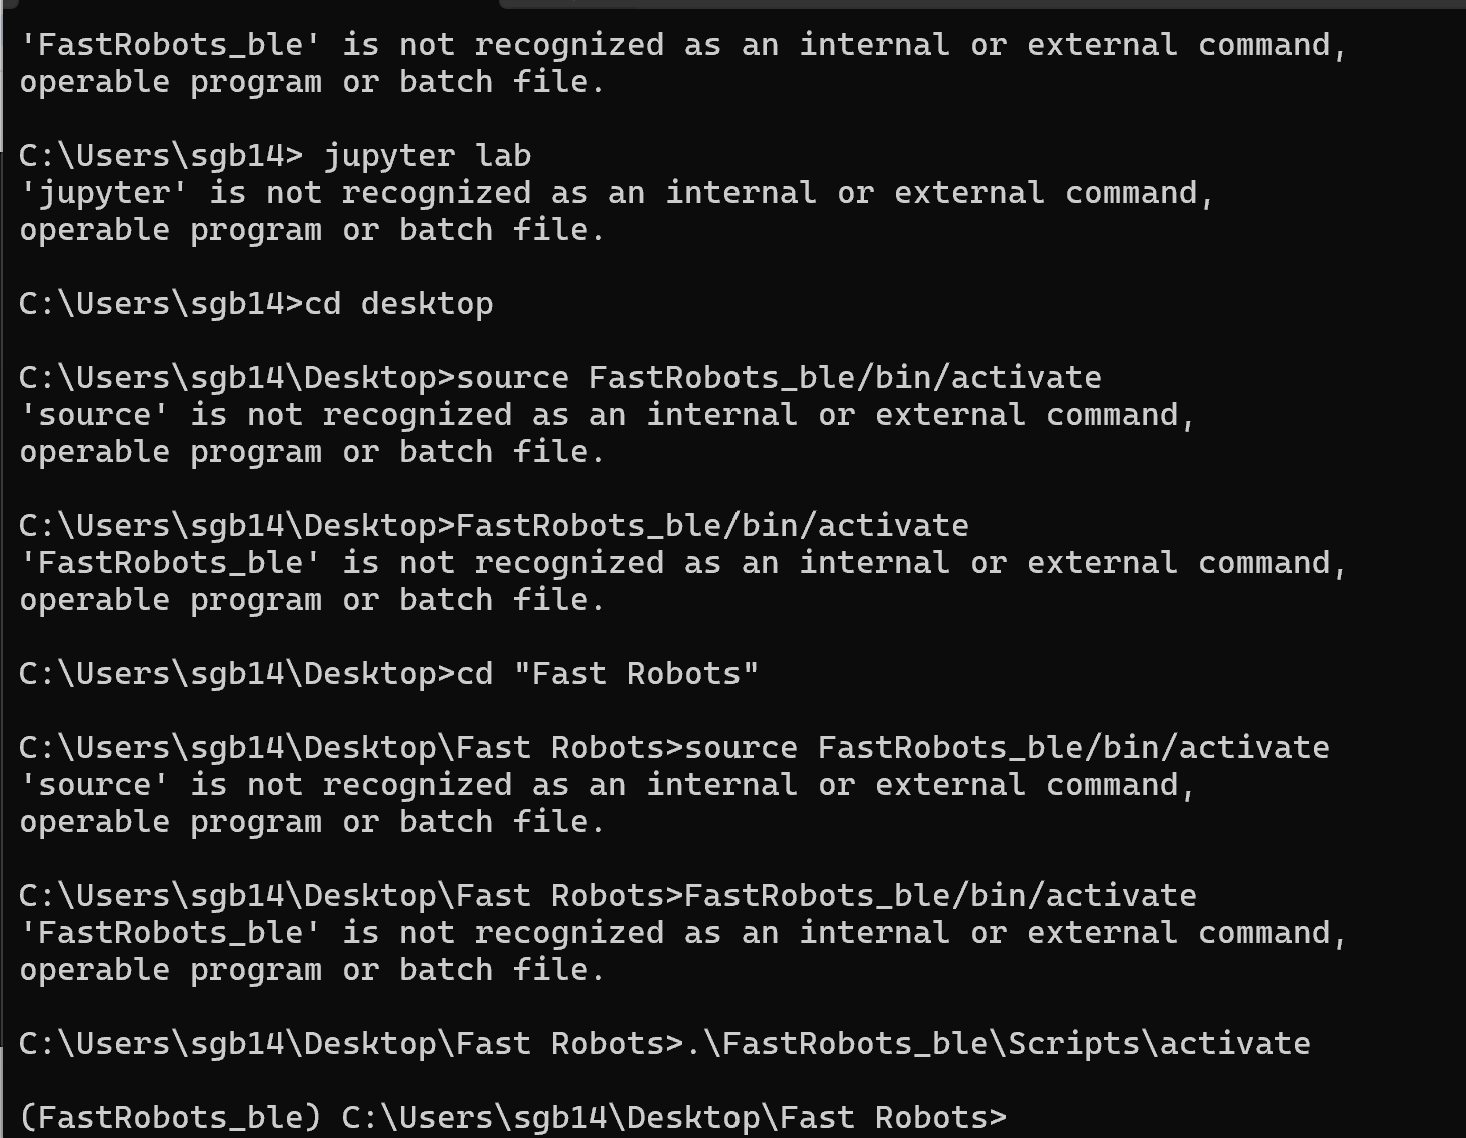 'FastRobots_ble' is not recognized as an internal or external command,
operable program or batch file.
C:\Users\sgb14> jupyter lab
'jupyter' is not recognized as an internal or external command,
operable program or batch file.
C:\Users\sgb14>cd desktop
C:\Users\sgb14\Desktop>source FastRobots_ble/bin/activate
'source' is not recognized as an internal or external command,
operable program or batch file.
C:\Users\sgb14\Desktop>FastRobots_ble/bin/activate
'FastRobots_ble' is not recognized as an internal or external command,
operable program or batch file.
C:\Users\sgb14\Desktop>cd "Fast Robots"
C:\Users\sgb14\Desktop\Fast Robots>source FastRobots_ble/bin/activate
'source' is not recognized as an internal or external command,
operable program or batch file.
C:\Users\sgb14\Desktop\Fast Robots>FastRobots_ble/bin/activate
'FastRobots_ble' is not recognized as an internal or external command,
operable program or batch file.
C:\Users\sgb14\Desktop\Fast Robots>.\FastRobots_ble\Scripts\activate
(FastRobots_ble) C:\Users\sgb14\Desktop\Fast Robots>